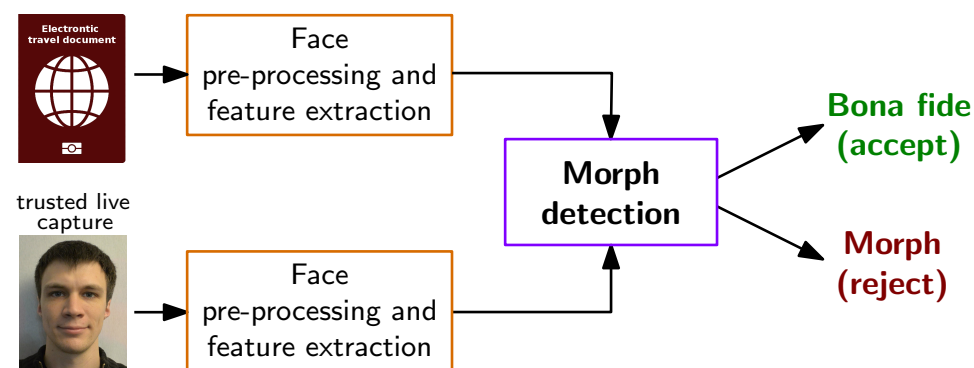 Electrontic
travel document
Face
pre-processing and
feature extraction
Bona fide
(accept)
Morph
detection
trusted live
capture
Morph
(reject)
Face
pre-processing and
feature extraction